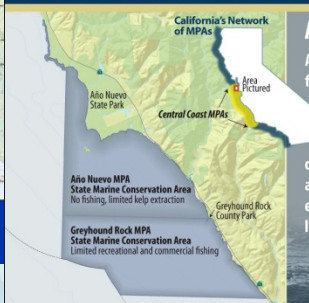 California's Network
of MPAs
Area
Pictured
Central Coast MPAs
Año Nuevo
State Park
Año Nuevo MPA
State Marine Conservation Area
No fishing, limited kelp extraction
Greyhound Rock
County Park
Greyhound Rock MPA
State Marine Conservation Area
Limited recreational and commercial fishing